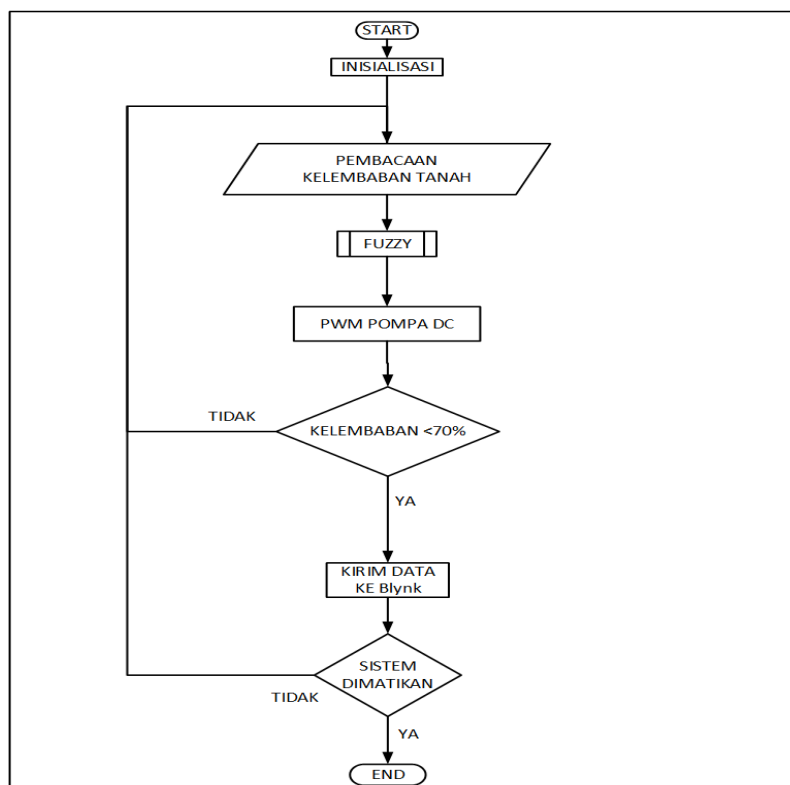 START
INISIALISASI
PEMBACAAN
KELEMBABAN TANAH
FUZZY
PWM POMPA DC
TIDAK
KELEMBABAN <70%
YA
KIRIM DATA
KE Blynk
SISTEM
DIMATIKAN
TIDAK
YA
END